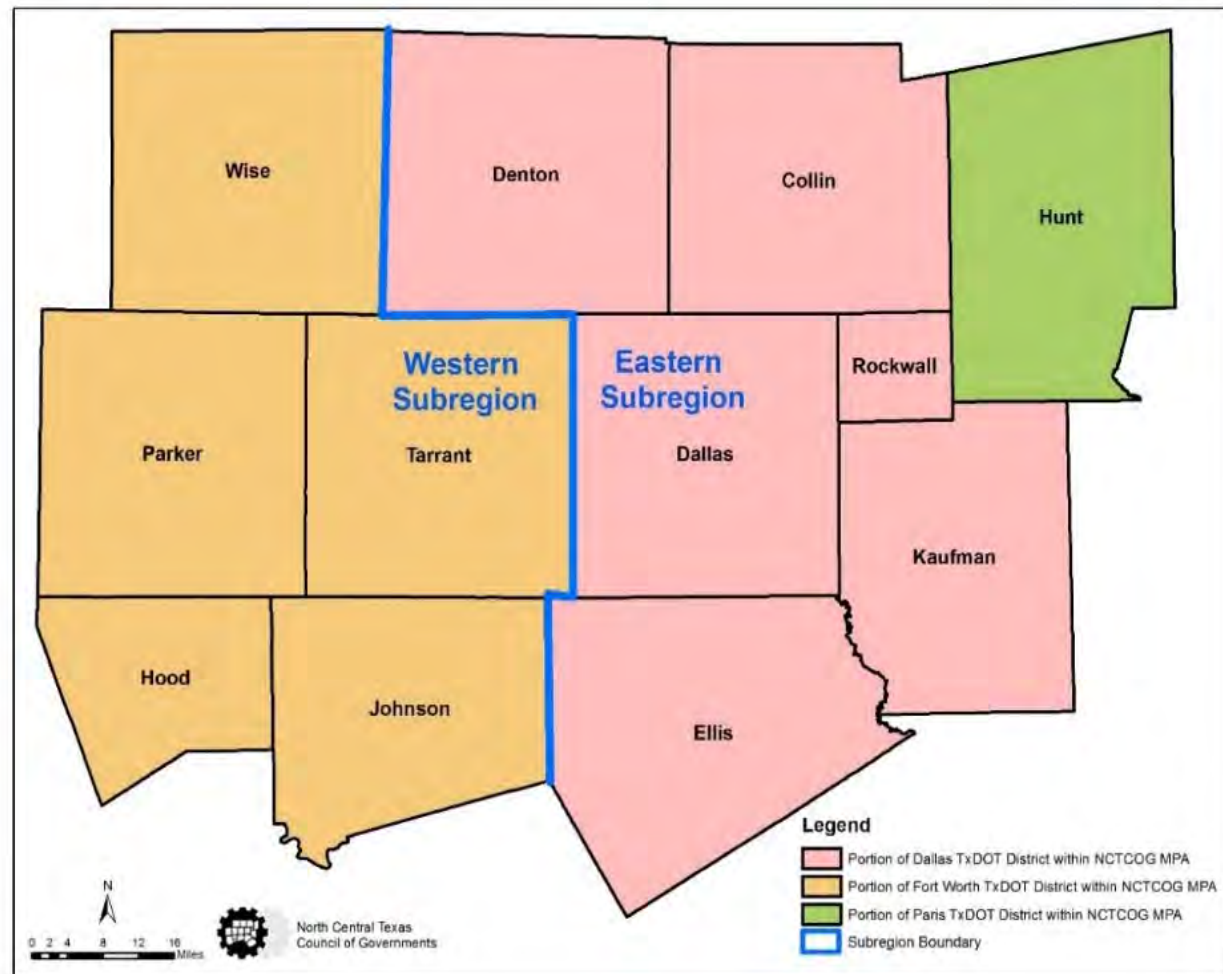 Wise
Denton
Collin
Hunt
Western
Subregion
Eastern
Subregion
Rockwall
Parker
Tarrant
Dallas
Kaufman
Hood
Johnson
Ellis
Legend
Portion of Dallas TxDOT District within NCTCOG MPA
Portion of Fort Worth TxDOT District within NCTCOG MPA
Portion of Paris TxDOT District within NCTCOG MPA
Subregion Boundary
N
0 2 4 8 12 16
Miles
North Central Texas
Council of Governments